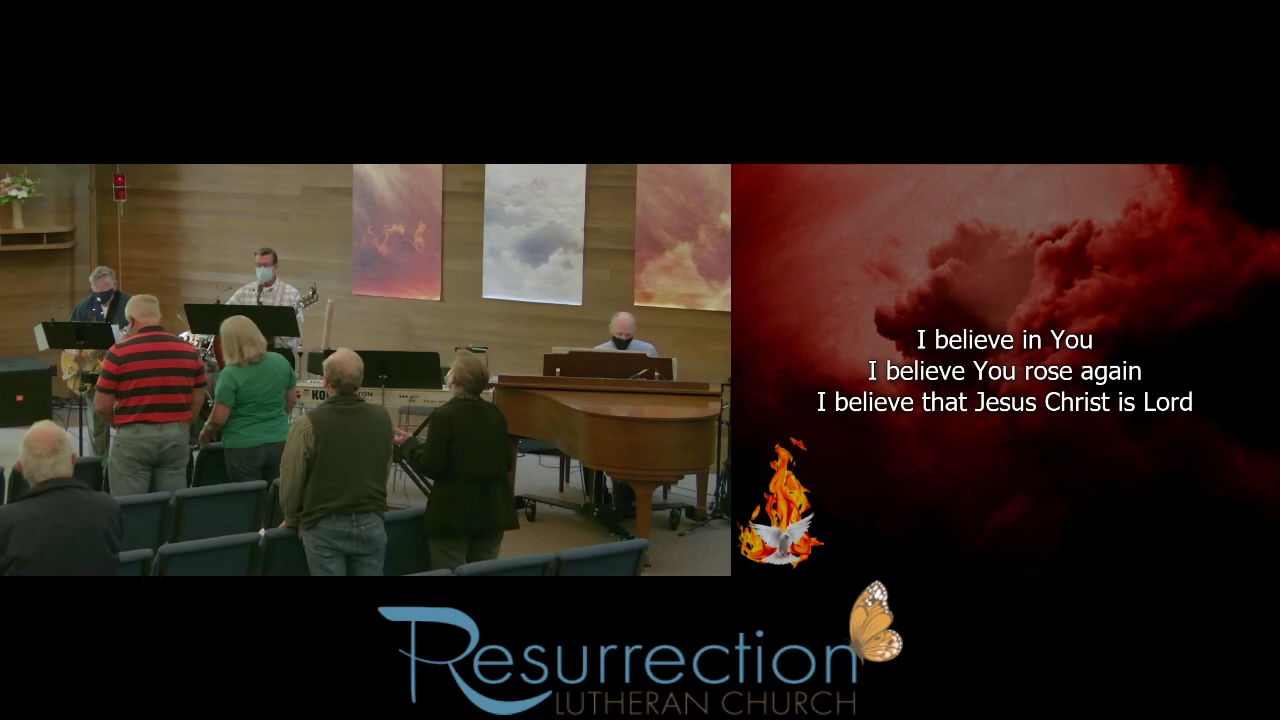 I believe in You
I believe You rose again
I believe that Jesus Christ is Lord
Resurrection
LUTHERAN CHURCH